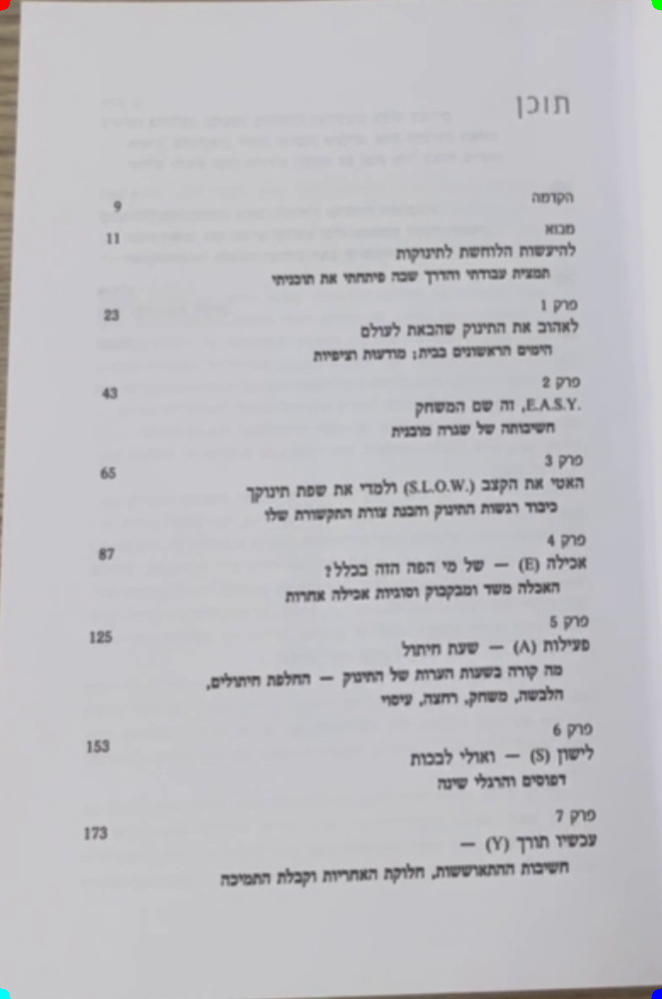 תוכן
הקדמה 9
מבוא 11
להיעשות הלוחשת לתינוקות
תמצית עבודתי והדרך שבה פיתחתי את תוכניתי
פרק 1 23
לאהוב את התינוק שהבאת לעולם
הימים הראשונים בבית; מודעות וציפיות
פרק 2 43
E.A.S.Y., זה שם המשחק
חשיבותה של שגרה מובנית
פרק 3 65
האטי את הקצב (S.L.O.W.) ולמדי את שפת תינוקך
כיבוד רגשות התינוק והבנת צורת התקשורת שלו
פרק 4 87
אכילה (E) — של מי הפה הזה בכלל?
האכלה משד ומבקבוק וסוגיות אכילה אחרות
פרק 5 125
פעילות (A) — שעת חיתול
מה קורה בשעות הערות של התינוק — החלפת חיתולים,
הלבשה, משחק, רחצה, עיסוי
פרק 6 153
לישון (S) — ואולי לבכות
דפוסים והרגלי שינה
פרק 7 173
עכשיו תורך (Y) —
חשיבות ההתאוששות, חלוקת האחריות וקבלת התמיכה